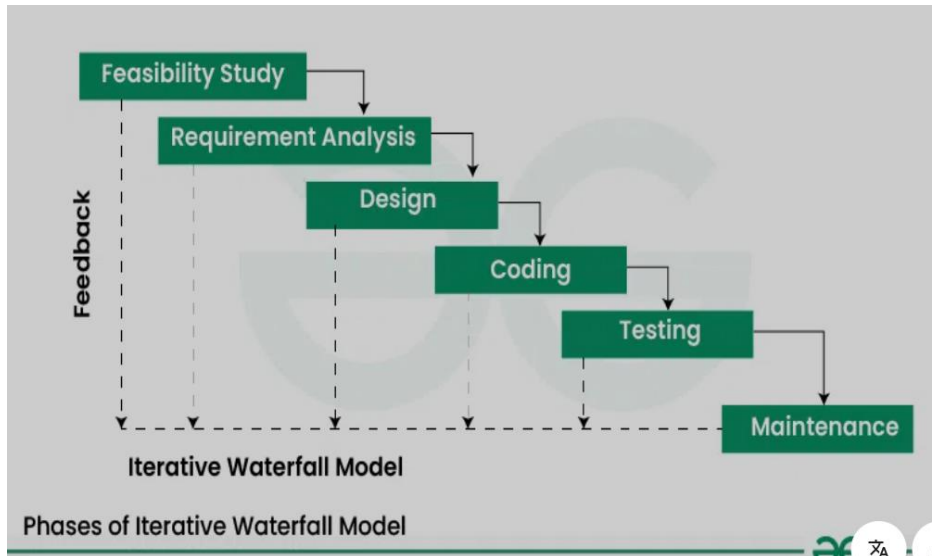 Feasibility Study
Requirement Analysis
Design
Coding
Testing
Maintenance
Feedback
Iterative Waterfall Model
Phases of Iterative Waterfall Model